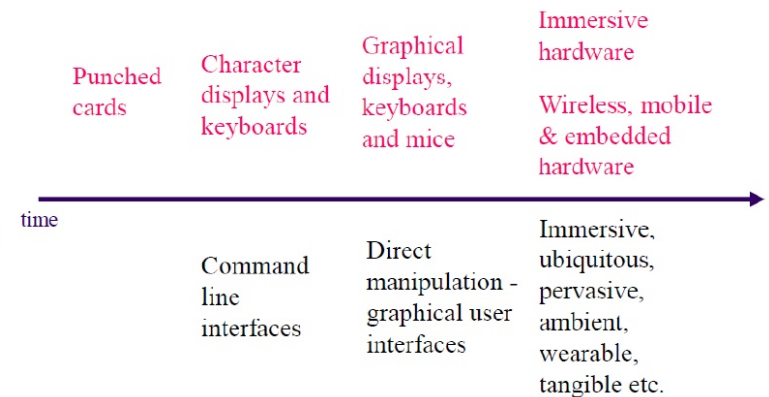 Punched
cards
Character
displays and
keyboards
Graphical
displays,
keyboards
and mice
Immersive
hardware
Wireless, mobile
& embedded
hardware
time
Command
line
interfaces
Direct
manipulation -
graphical user
interfaces
Immersive,
ubiquitous,
pervasive,
ambient,
wearable,
tangible etc.